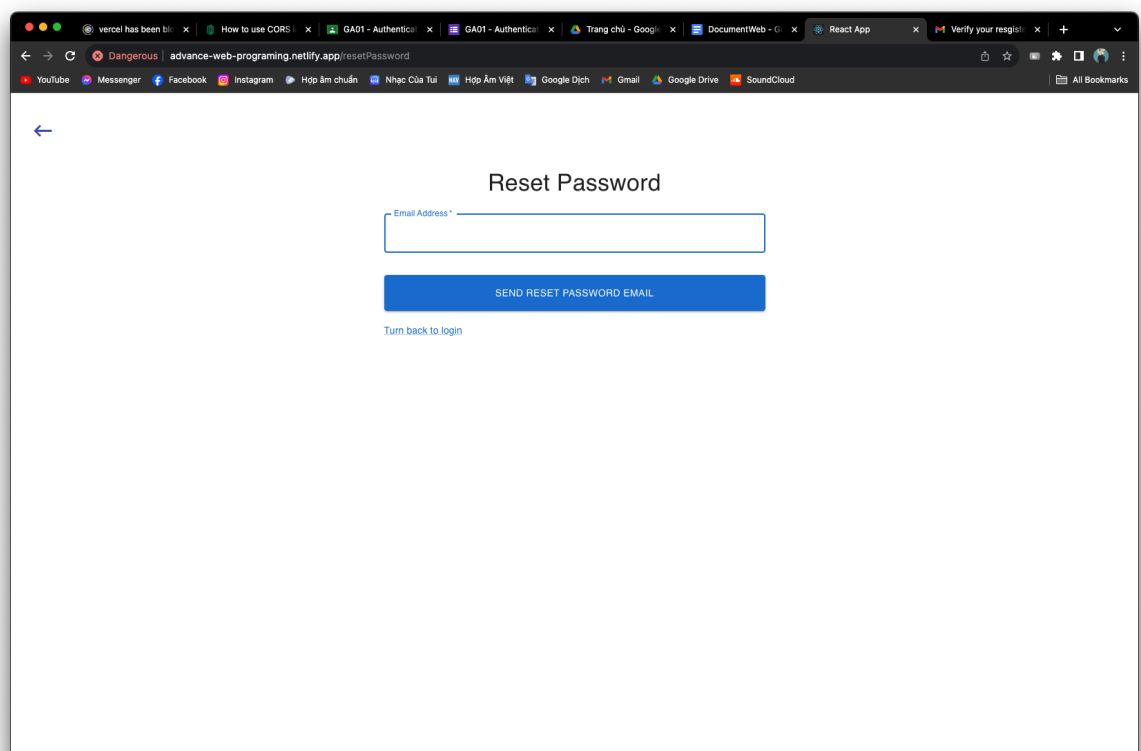 vercel has been blo
How to use CORS i
GA01 - Authenticat
GA01 - Authenticat
Trang chủ - Google
DocumentWeb - G
React App
Verify your resgiste
Dangerous advance-web-programing.netlify.app/resetPassword
YouTube Messenger Facebook Instagram Hợp âm chuẩn Nhạc Của Tui Hợp Âm Việt Google Dịch Gmail Google Drive SoundCloud All Bookmarks
Reset Password
Email Address *
SEND RESET PASSWORD EMAIL
Turn back to login